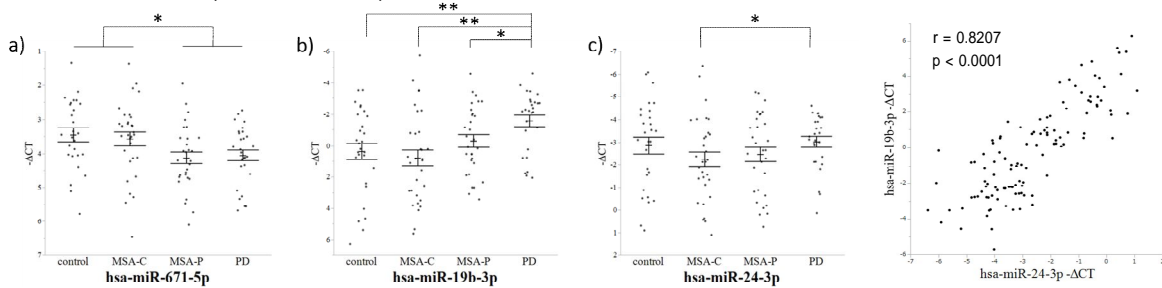 a)
*
1
2
3
4
5
6
7
-ΔCT
control MSA-C MSA-P PD
hsa-miR-671-5p
b)
**
**
*
-6
-4
-2
0
2
4
6
-ΔCT
control MSA-C MSA-P PD
hsa-miR-19b-3p
c)
*
-7
-6
-5
-4
-3
-2
-1
0
1
2
-ΔCT
control MSA-C MSA-P PD
hsa-miR-24-3p
r = 0.8207
p < 0.0001
6
4
2
0
-2
-4
-6
hsa-miR-19b-3p -ΔCT
-7 -6 -5 -4 -3 -2 -1 0 1 2
hsa-miR-24-3p -ΔCT